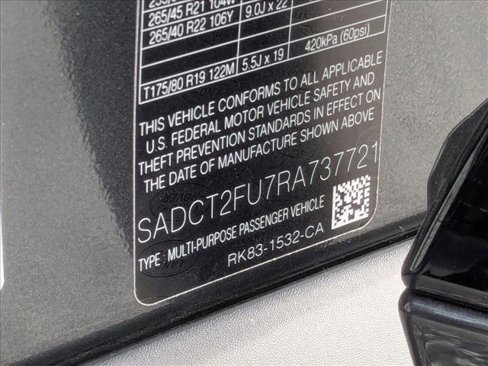 265/45 R21 104W
265/40 R22 106Y 9.0J x 22
T175/80 R19 122M 5.5J x 19 420kPa (60psi)
THIS VEHICLE CONFORMS TO ALL APPLICABLE
U.S. FEDERAL MOTOR VEHICLE SAFETY AND
THEFT PREVENTION STANDARDS IN EFFECT ON
THE DATE OF MANUFACTURE SHOWN ABOVE
SADCT2FU7RA737721
TYPE : MULTI-PURPOSE PASSENGER VEHICLE
RK83-1532-CA